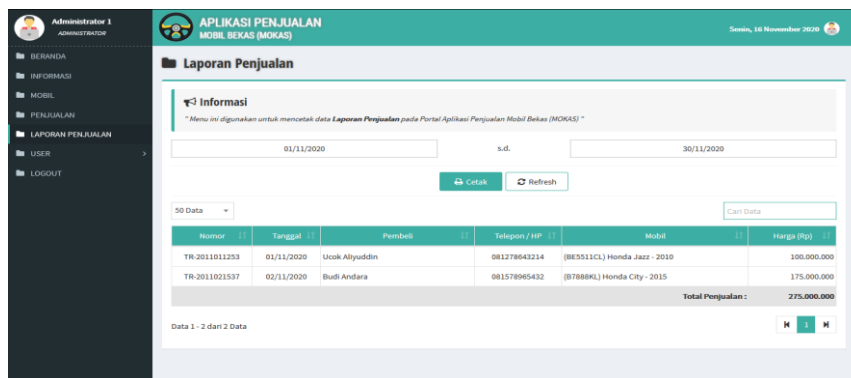 Administrator 1
ADMINISTRATOR
APLIKASI PENJUALAN
MOBIL BEKAS (MOKAS)
Senin, 16 November 2020
BERANDA
INFORMASI
MOBIL
PENJUALAN
LAPORAN PENJUALAN
USER
LOGOUT
Laporan Penjualan
Informasi
" Menu ini digunakan untuk mencetak data Laporan Penjualan pada Portal Aplikasi Penjualan Mobil Bekas (MOKAS) "
01/11/2020 s.d. 30/11/2020
Cetak Refresh
50 Data Cari Data
Nomor Tanggal Pembeli Telepon / HP Mobil Harga (Rp)
TR-2011011253 01/11/2020 Ucok Aliyuddin 081278643214 (BE5511CL) Honda Jazz - 2010 100.000.000
TR-2011021537 02/11/2020 Budi Andara 081578965432 (B7888KL) Honda City - 2015 175.000.000
Total Penjualan : 275.000.000
Data 1 - 2 dari 2 Data 1